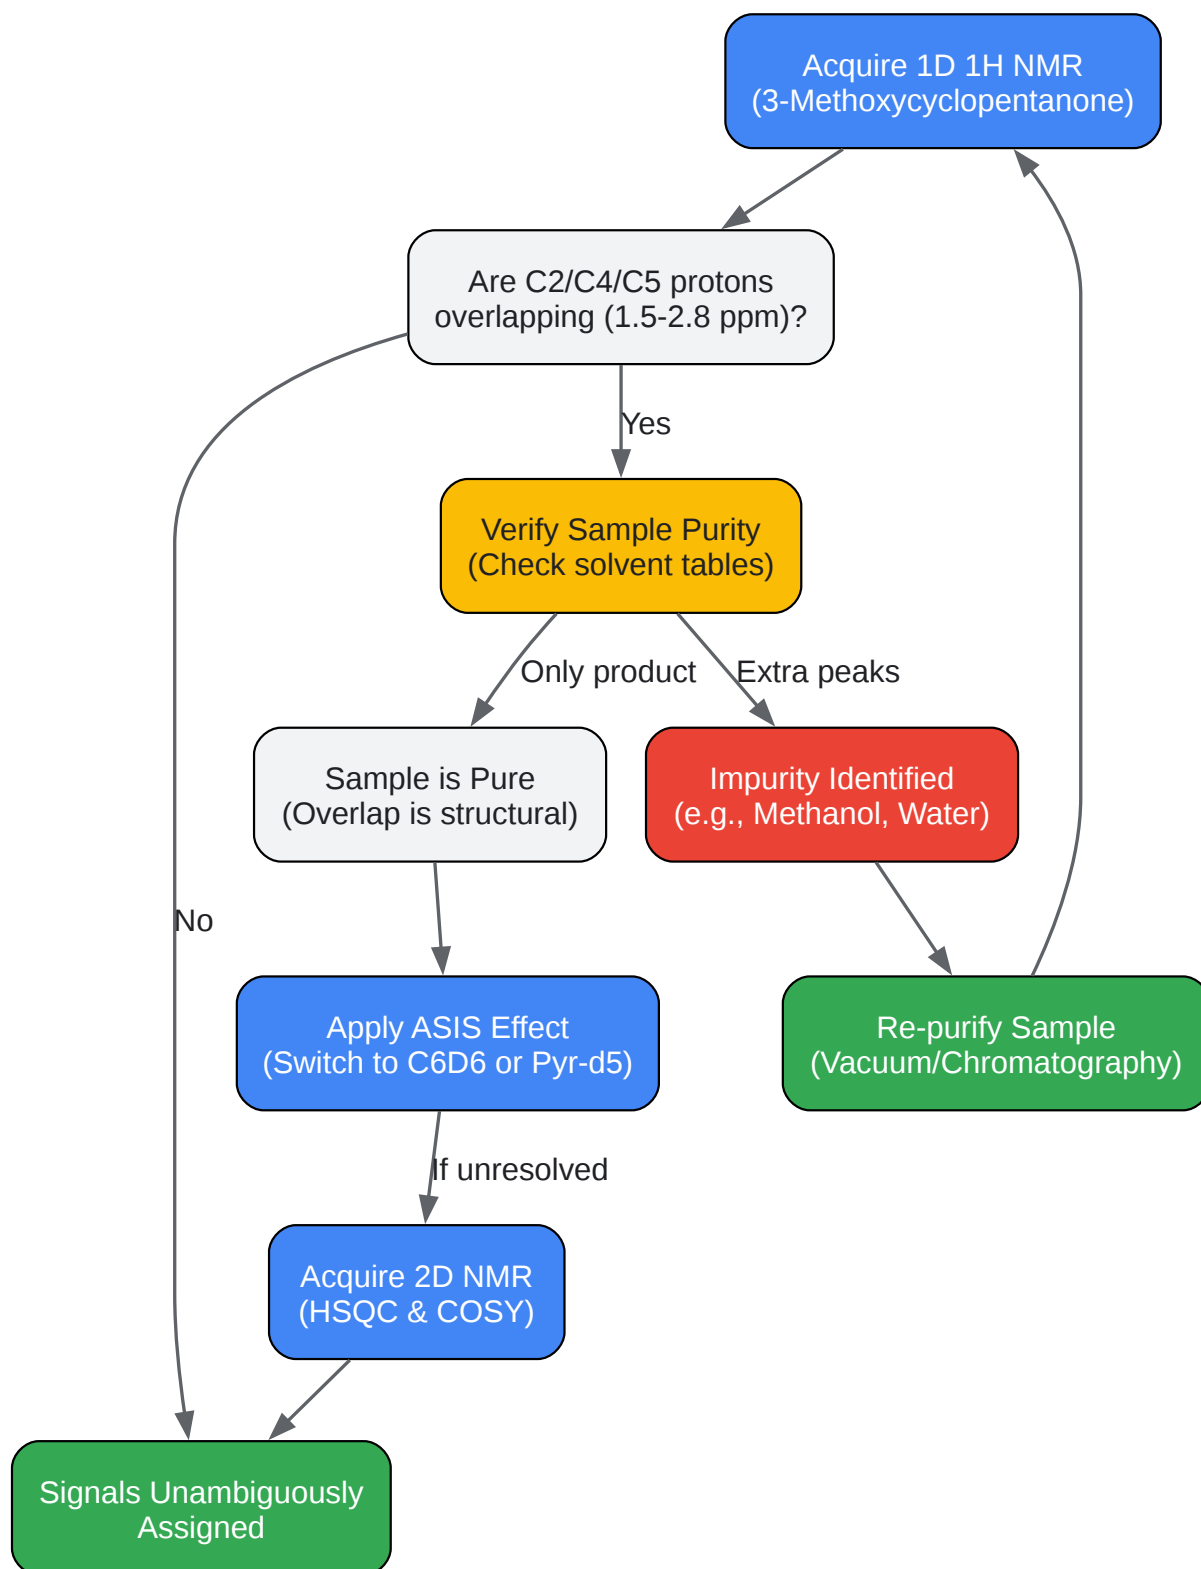 Acquire 1D 1H NMR
(3-Methoxycyclopentanone)
Are C2/C4/C5 protons
overlapping (1.5-2.8 ppm)?
Yes
Verify Sample Purity
(Check solvent tables)
Only product
Extra peaks
Sample is Pure
(Overlap is structural)
Impurity Identified
(e.g., Methanol, Water)
No
Apply ASIS Effect
(Switch to C6D6 or Pyr-d5)
Re-purify Sample
(Vacuum/Chromatography)
If unresolved
Acquire 2D NMR
(HSQC & COSY)
Signals Unambiguously
Assigned